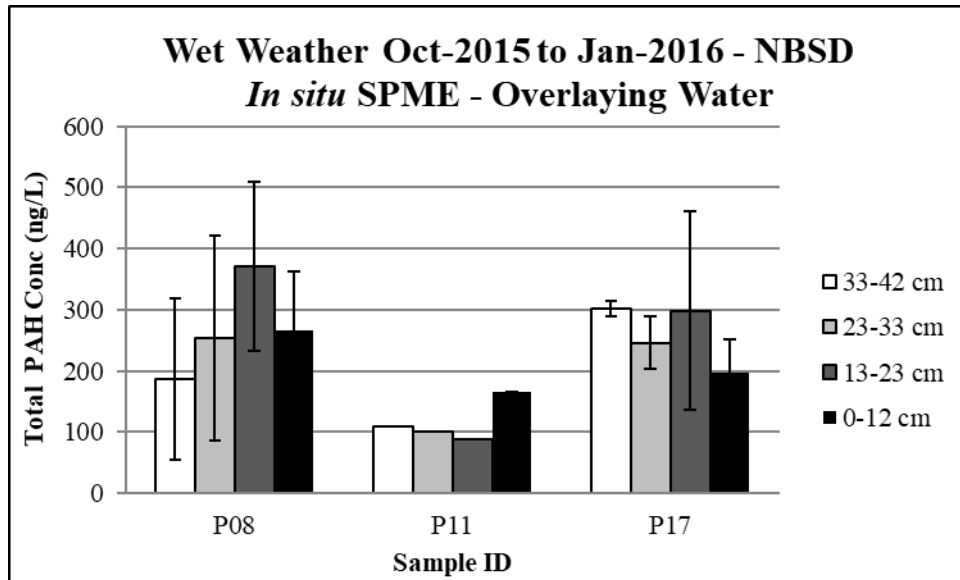 Wet Weather Oct-2015 to Jan-2016 - NBSD
In situ SPME - Overlaying Water
600
500
400
300
200
100
0
Total PAH Conc (ng/L)
P08
P11
P17
Sample ID
33-42 cm
23-33 cm
13-23 cm
0-12 cm